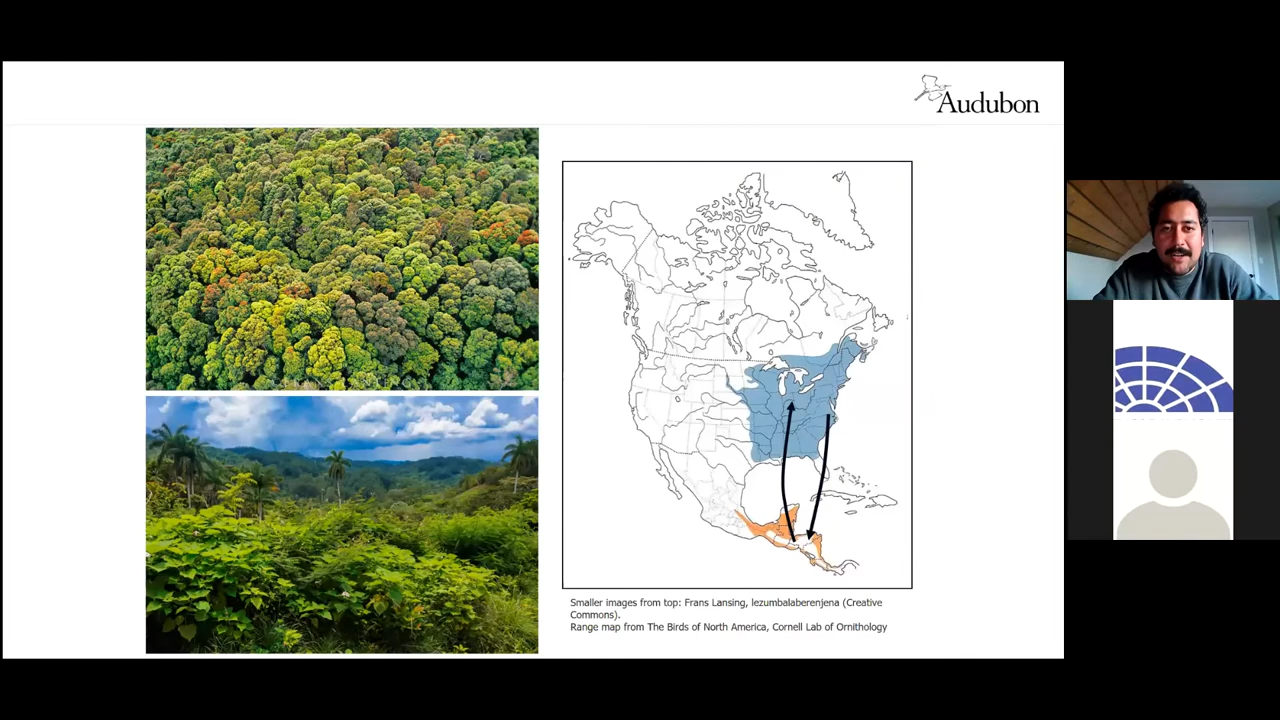 Audubon
Smaller images from top: Frans Lansing, lezumbalaberenjena (Creative
Commons).
Range map from The Birds of North America, Cornell Lab of Ornithology